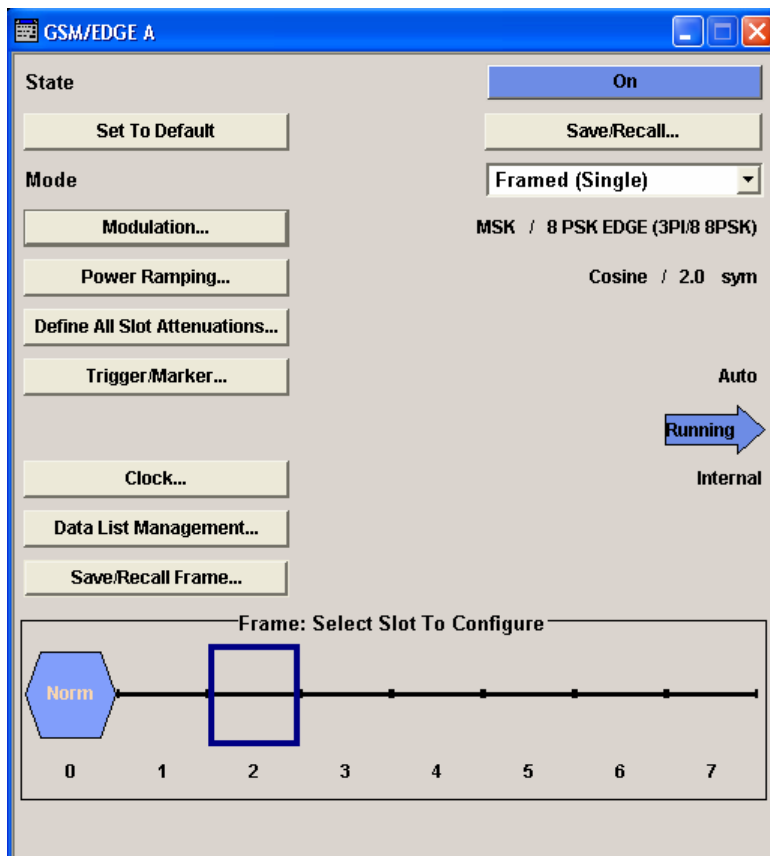 GSM/EDGE A
State On
Set To Default Save/Recall...
Mode Framed (Single)
Modulation... MSK / 8 PSK EDGE (3PI/8 8PSK)
Power Ramping... Cosine / 2.0 sym
Define All Slot Attenuations...
Trigger/Marker... Auto
Running
Clock... Internal
Data List Management...
Save/Recall Frame...
Frame: Select Slot To Configure
Norm
0 1 2 3 4 5 6 7